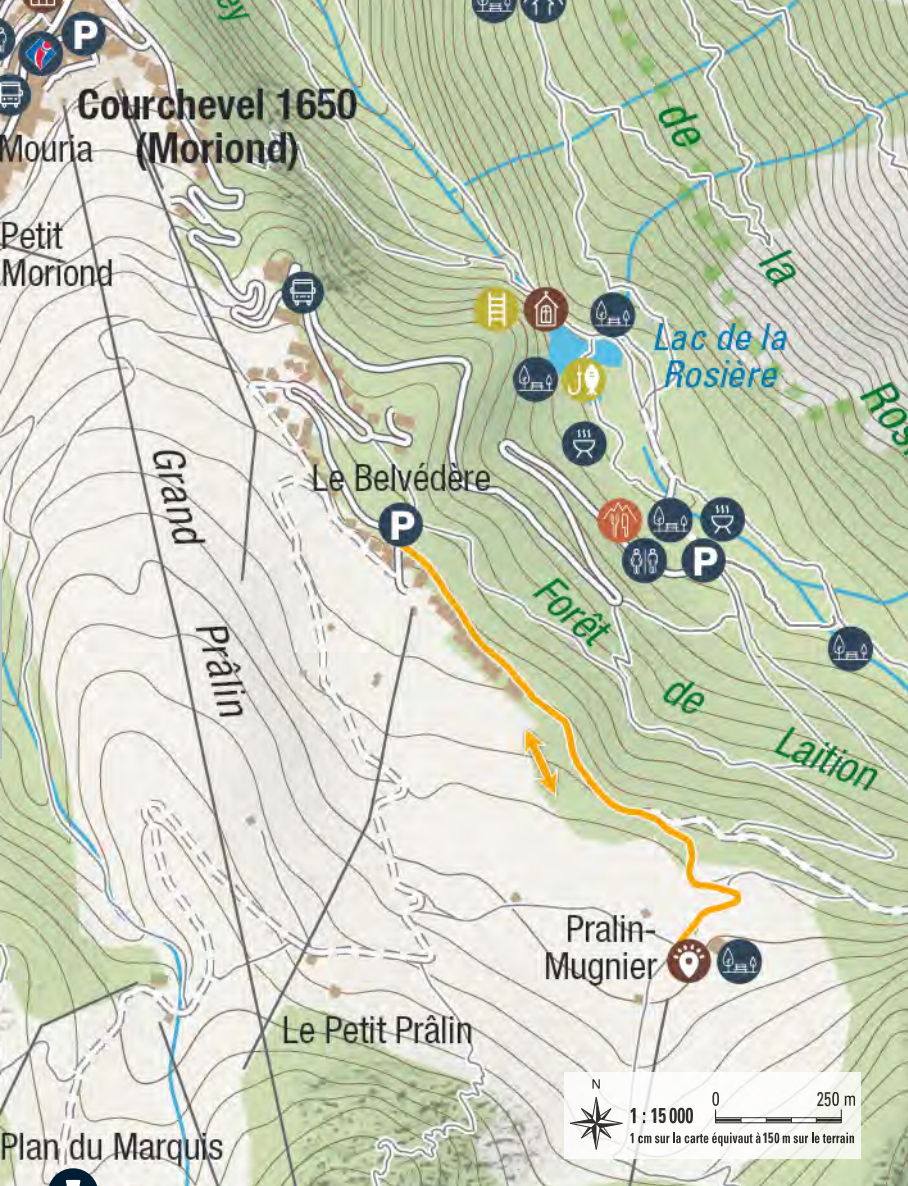 ey
P
Courchevel 1650
(Moriond)
Mouria
Petit
Moriond
de
la
Lac de la
Rosière
Ros
Le Belvédère
P
Grand
Prâlin
P
Forêt
de
Laition
Pralin-
Mugnier
Le Petit Prâlin
Plan du Marquis
N
1 : 15 000
0 250 m
1 cm sur la carte équivaut à 150 m sur le terrain